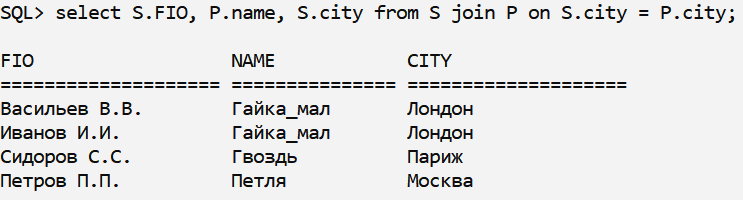 SQL> select S.FIO, P.name, S.city from S join P on S.city = P.city;
FIO NAME CITY
==================== =============== ====================
Васильев В.В. Гайка_мал Лондон
Иванов И.И. Гайка_мал Лондон
Сидоров С.С. Гвоздь Париж
Петров П.П. Петля Москва